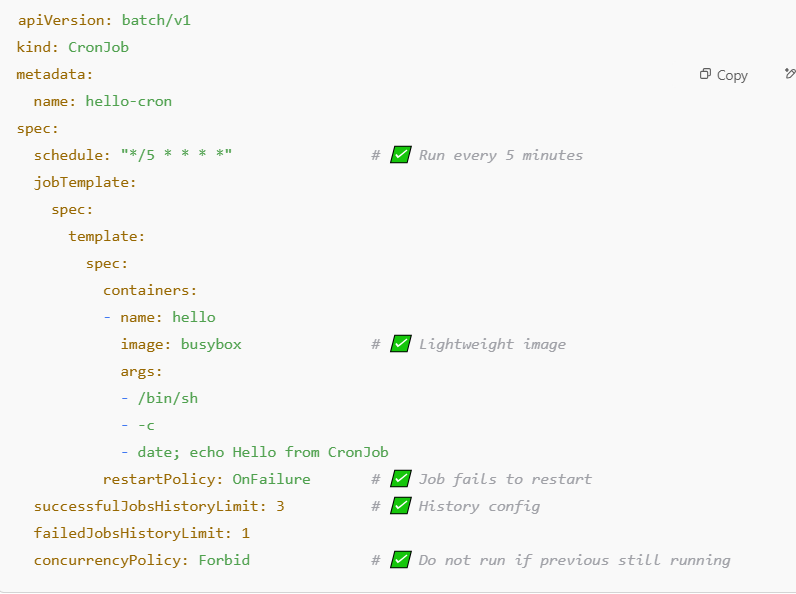 apiVersion: batch/v1
kind: CronJob
metadata:
Copy
  name: hello-cron
spec:
  schedule: "*/5 * * * *"                # ✅ Run every 5 minutes
  jobTemplate:
    spec:
      template:
        spec:
          containers:
          - name: hello
            image: busybox               # ✅ Lightweight image
            args:
            - /bin/sh
            - -c
            - date; echo Hello from CronJob
          restartPolicy: OnFailure       # ✅ Job fails to restart
  successfulJobsHistoryLimit: 3          # ✅ History config
  failedJobsHistoryLimit: 1
  concurrencyPolicy: Forbid              # ✅ Do not run if previous still running